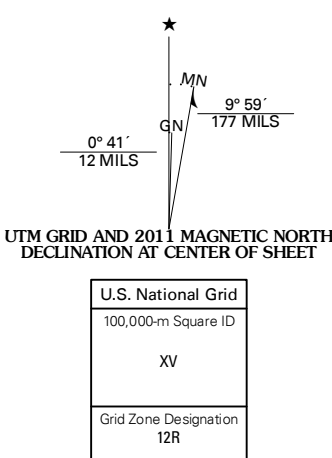 ★
MN
GN
9° 59´
177 MILS
0° 41´
12 MILS
UTM GRID AND 2011 MAGNETIC NORTH
DECLINATION AT CENTER OF SHEET
U.S. National Grid
100,000-m Square ID
XV
Grid Zone Designation
12R